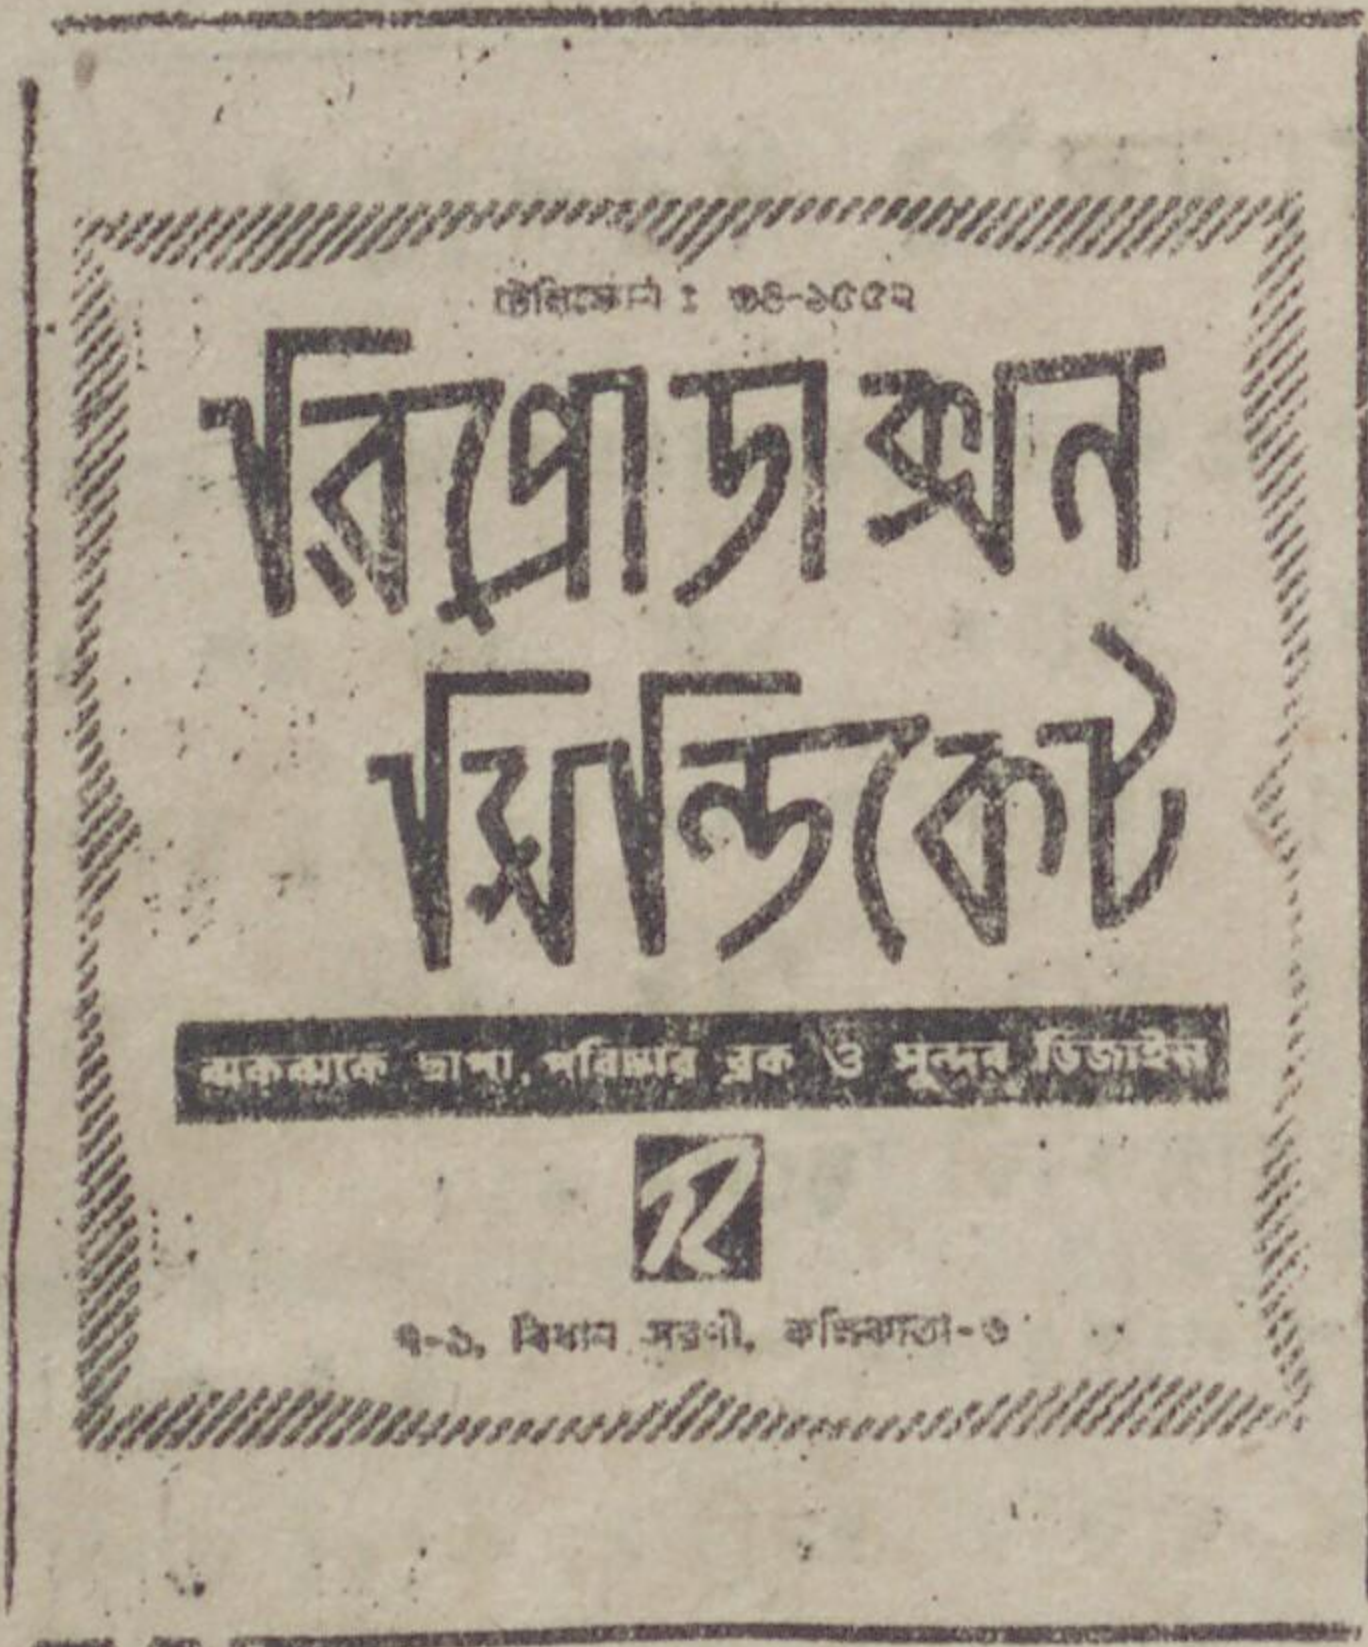 টেলিফোন : ৩৪-১৫৫২
রিপ্রোডাক্সন
সিন্ডিকেট
ঝকঝকে ছাপা, পরিষ্কার ব্লক ও সুন্দর ডিজাইন
R
৭-১, বিধান সরণী, কলিকাতা-৬